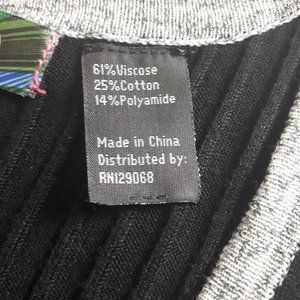 61%Viscose
25%Cotton
14%Polyamide
Made in China
Distributed by:
RN129068